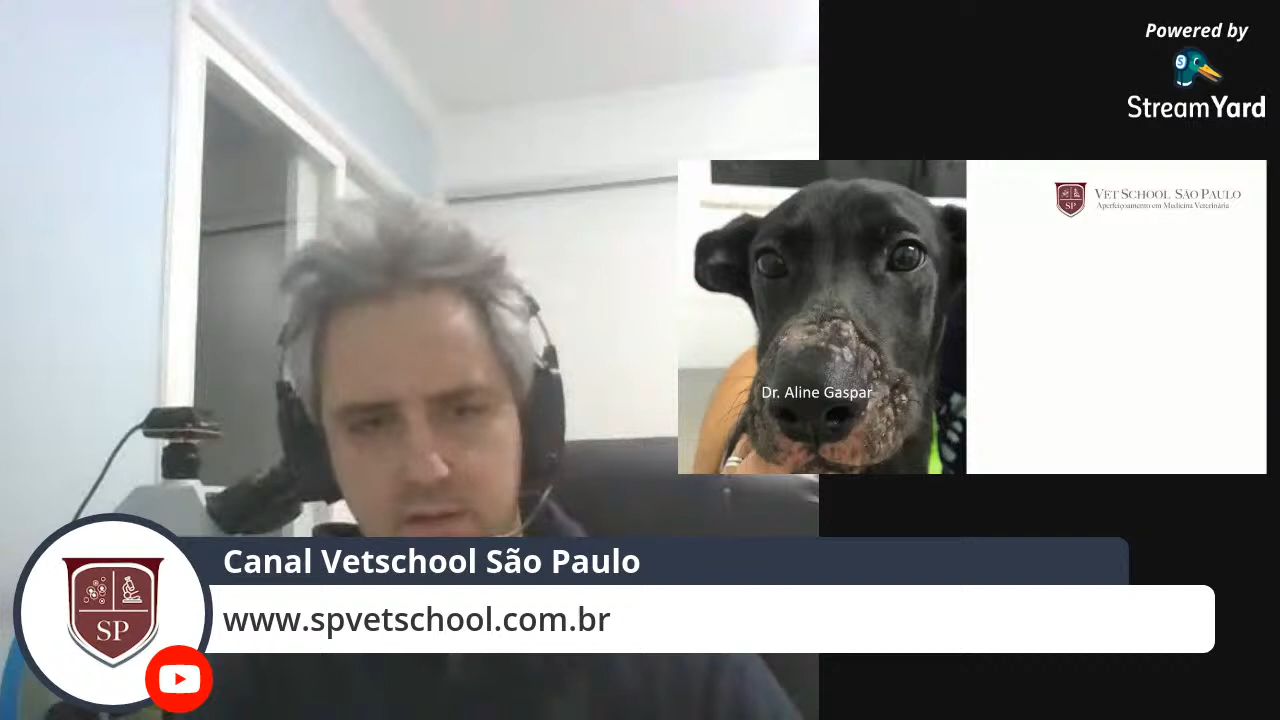 Powered by
StreamYard
VET SCHOOL SÃO PAULO
Aperfeiçoamento em Medicina Veterinária
SP
Dr. Aline Gaspar
Canal Vetschool São Paulo
www.spvetschool.com.br
SP